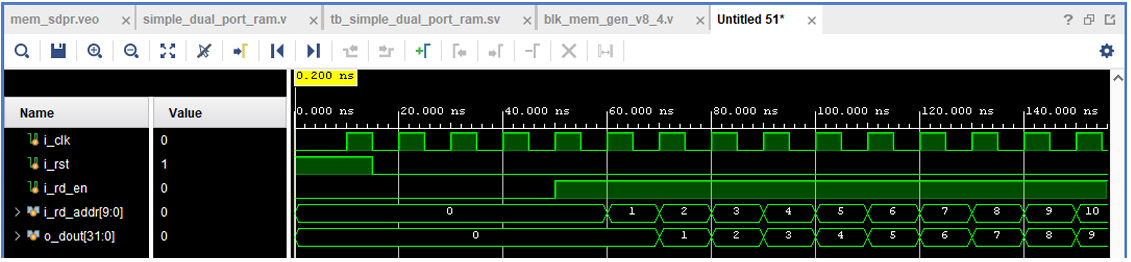 mem_sdpr.veo × simple_dual_port_ram.v × tb_simple_dual_port_ram.sv × blk_mem_gen_v8_4.v × Untitled 51* × ?
0.200 ns
Name Value 0.000 ns 20.000 ns 40.000 ns 60.000 ns 80.000 ns 100.000 ns 120.000 ns 140.000 ns
i_clk 0
i_rst 1
i_rd_en 0
i_rd_addr[9:0] 0 0 1 2 3 4 5 6 7 8 9 10
o_dout[31:0] 0 0 1 2 3 4 5 6 7 8 9